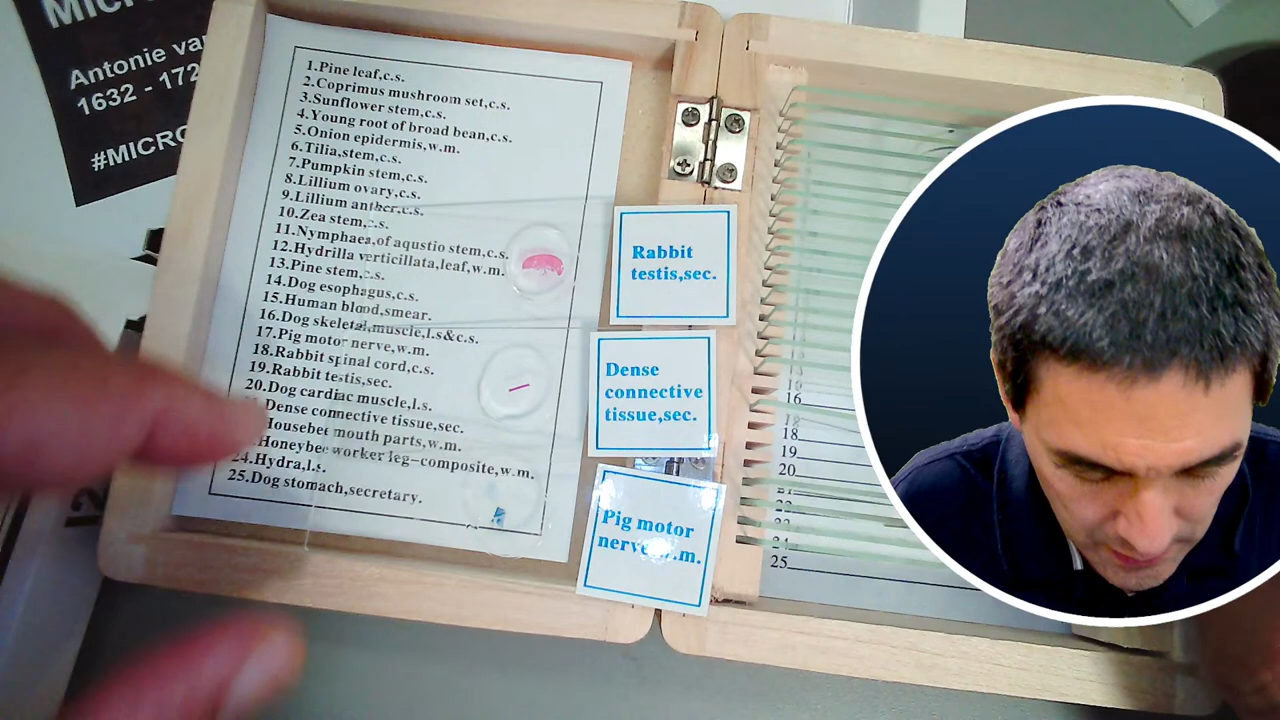 Antonie va
1632 - 172
#MICRO
1.Pine leaf,c.s.
2.Coprimus mushroom set,c.s.
3.Sunflower stem,c.s.
4.Young root of broad bean,c.s.
5.Onion epidermis,w.m.
6.Tilia,stem,c.s.
7.Pumpkin stem,c.s.
8.Lillium ovary,c.s.
9.Lillium anther,c.s.
10.Zea stem,c.s.
11.Nymphaea,of aqustio stem,c.s.
12.Hydrilla verticillata,leaf,w.m.
13.Pine stem,c.s.
14.Dog esophagus,c.s.
15.Human blood,smear.
16.Dog skeletal,muscle,l.s&c.s.
17.Pig motor nerve,w.m.
18.Rabbit spinal cord,c.s.
19.Rabbit testis,sec.
20.Dog cardiac muscle,l.s.
Dense connective tissue,sec.
Housebet mouth parts,w.m.
Honeybee worker leg-composite,w.m.
24.Hydra,l.s.
25.Dog stomach,secretary.
Rabbit
testis,sec.
Dense
connective
tissue,sec.
Pig motor
nerve,w.m.
16
18
19
20
25